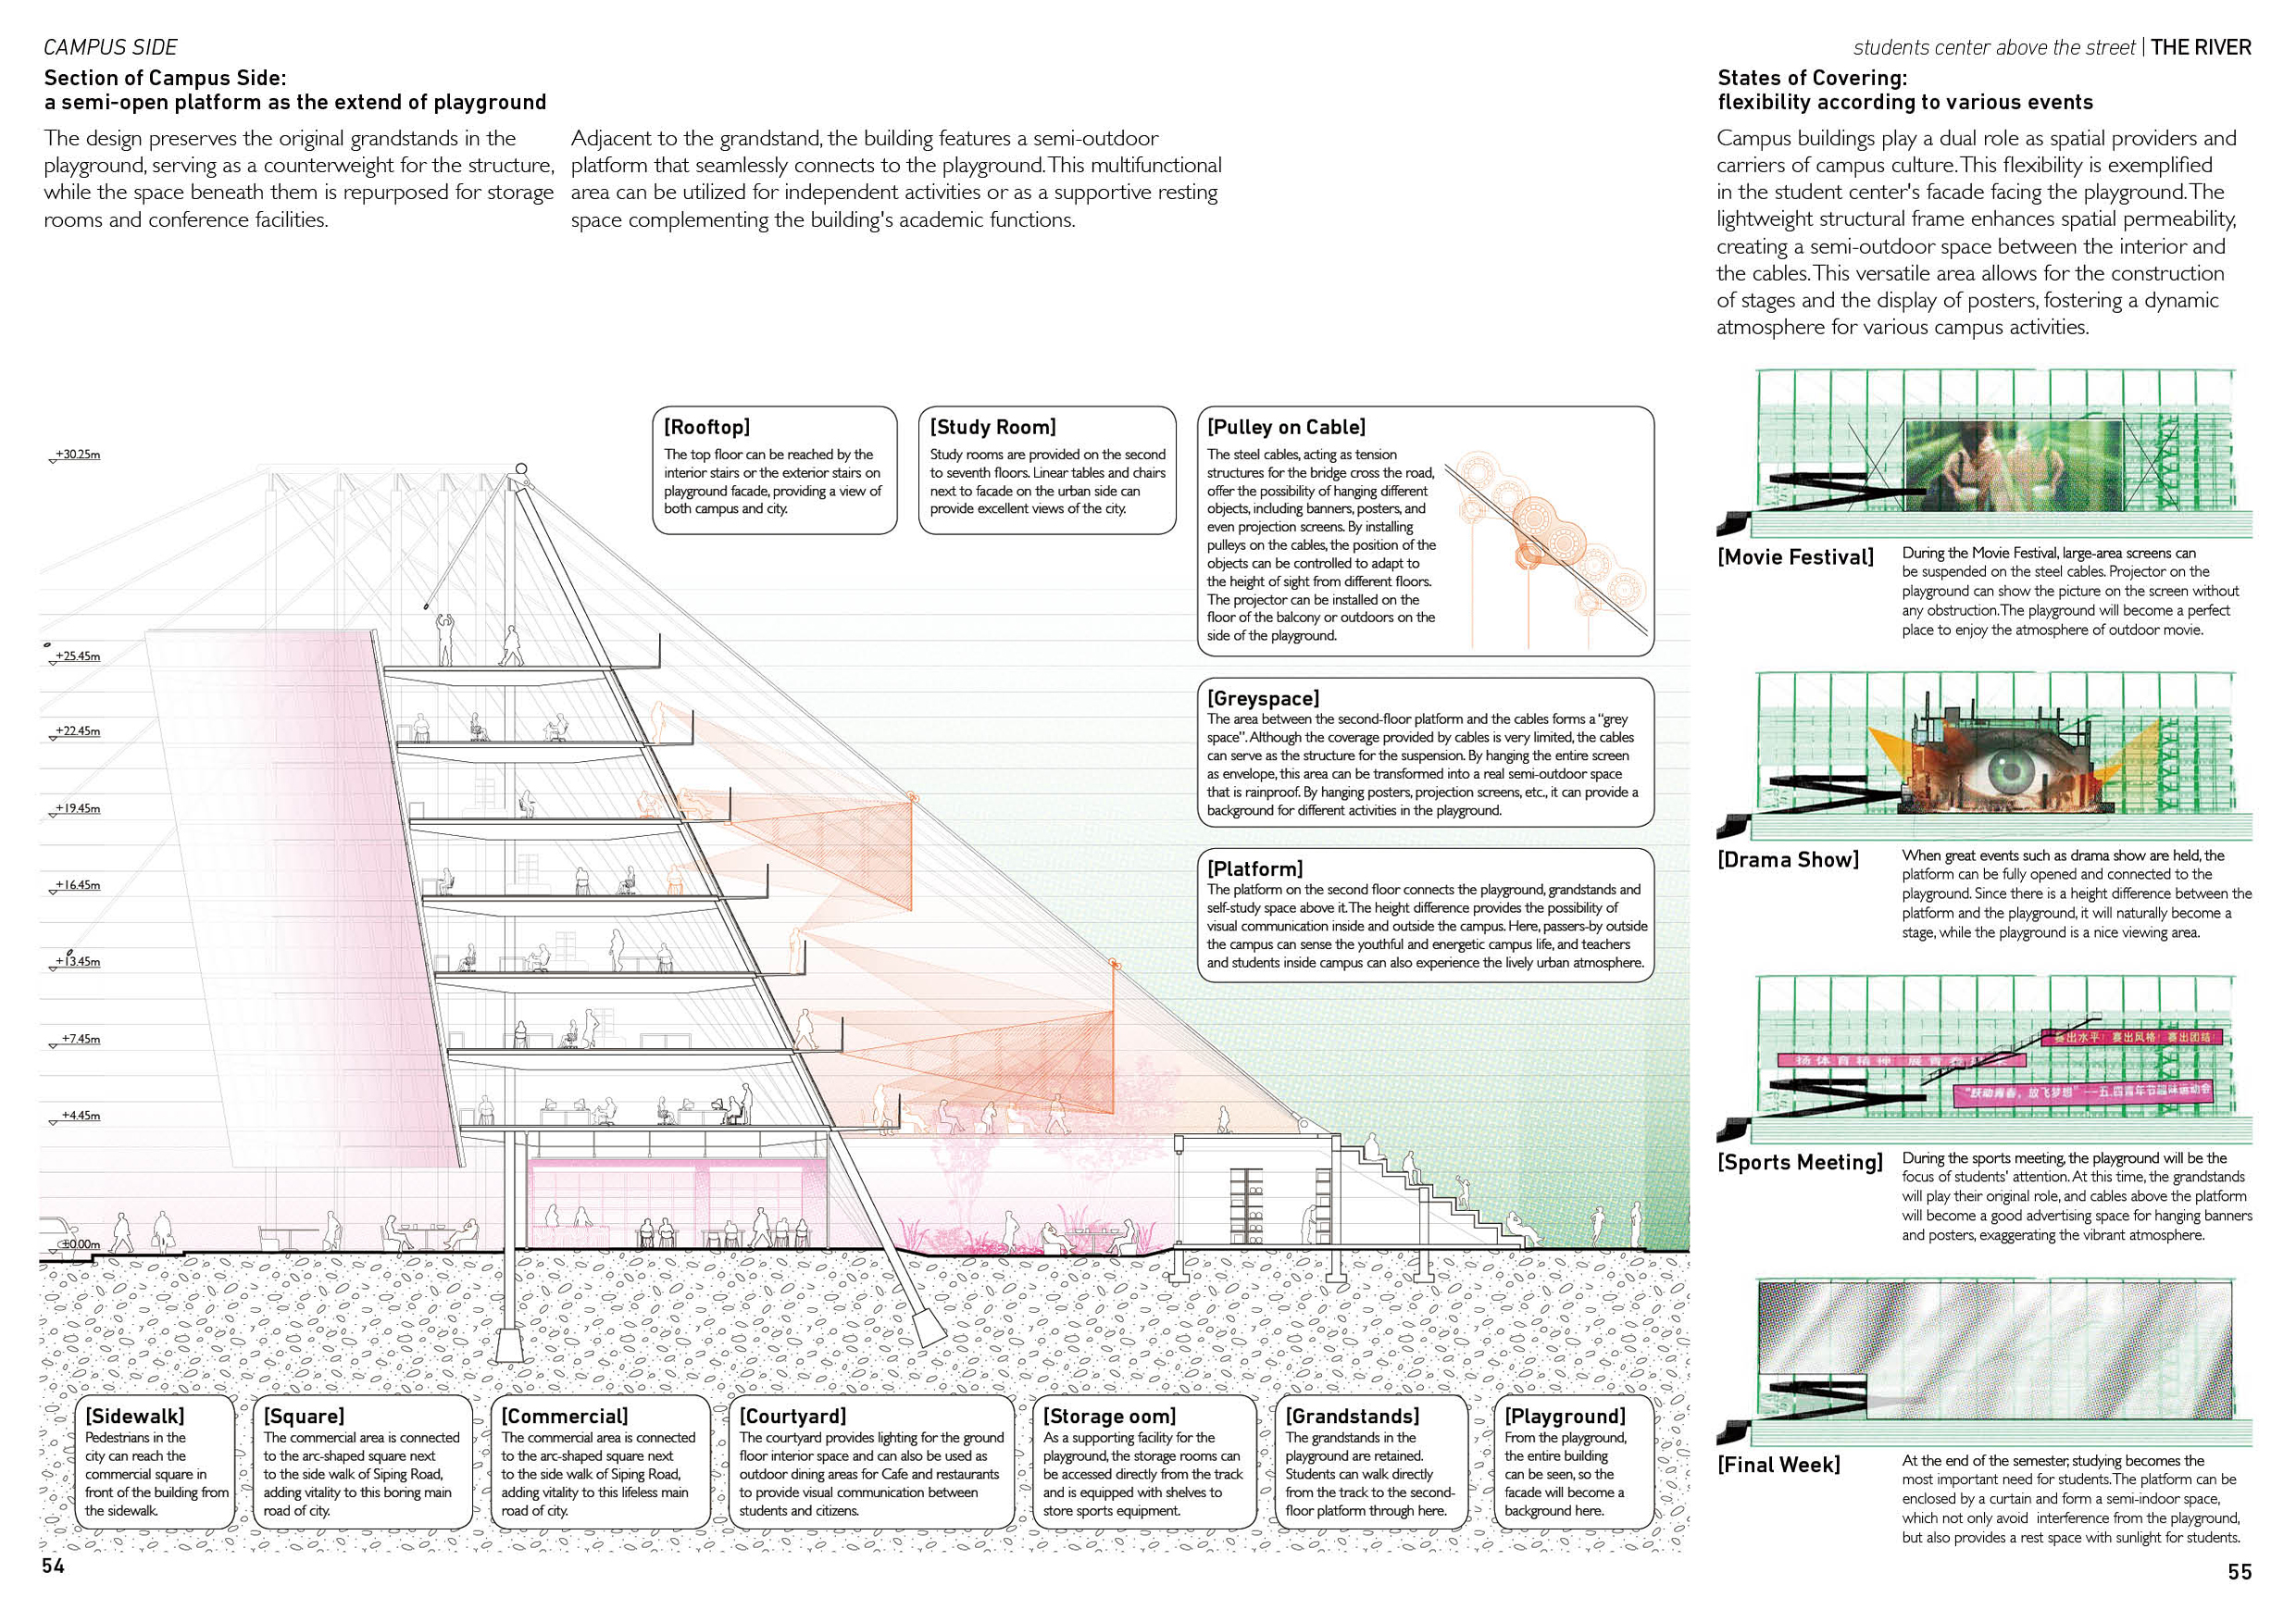 CAMPUS SIDE
students center above the street | THE RIVER
Section of Campus Side:
a semi-open platform as the extend of playground
The design preserves the original grandstands in the
playground, serving as a counterweight for the structure,
while the space beneath them is repurposed for storage
rooms and conference facilities.
Adjacent to the grandstand, the building features a semi-outdoor
platform that seamlessly connects to the playground. This multifunctional
area can be utilized for independent activities or as a supportive resting
space complementing the building's academic functions.
States of Covering:
flexibility according to various events
Campus buildings play a dual role as spatial providers and
carriers of campus culture. This flexibility is exemplified
in the student center's facade facing the playground. The
lightweight structural frame enhances spatial permeability,
creating a semi-outdoor space between the interior and
the cables. This versatile area allows for the construction
of stages and the display of posters, fostering a dynamic
atmosphere for various campus activities.
+30.25m
+25.45m
+22.45m
+19.45m
+16.45m
+13.45m
+7.45m
+4.45m
±0.00m
[Rooftop]
The top floor can be reached by the
interior stairs or the exterior stairs on
playground facade, providing a view of
both campus and city.
[Study Room]
Study rooms are provided on the second
to seventh floors. Linear tables and chairs
next to facade on the urban side can
provide excellent views of the city.
[Pulley on Cable]
The steel cables, acting as tension
structures for the bridge cross the road,
offer the possibility of hanging different
objects, including banners, posters, and
even projection screens. By installing
pulleys on the cables, the position of the
objects can be controlled to adapt to
the height of sight from different floors.
The projector can be installed on the
floor of the balcony or outdoors on the
side of the playground.
[Greyspace]
The area between the second-floor platform and the cables forms a "grey
space". Although the coverage provided by cables is very limited, the cables
can serve as the structure for the suspension. By hanging the entire screen
as envelope, this area can be transformed into a real semi-outdoor space
that is rainproof. By hanging posters, projection screens, etc., it can provide a
background for different activities in the playground.
[Platform]
The platform on the second floor connects the playground, grandstands and
self-study space above it. The height difference provides the possibility of
visual communication inside and outside the campus. Here, passers-by outside
the campus can sense the youthful and energetic campus life, and teachers
and students inside campus can also experience the lively urban atmosphere.
[Movie Festival]
During the Movie Festival, large-area screens can
be suspended on the steel cables. Projector on the
playground can show the picture on the screen without
any obstruction. The playground will become a perfect
place to enjoy the atmosphere of outdoor movie.
[Drama Show]
When great events such as drama show are held, the
platform can be fully opened and connected to the
playground. Since there is a height difference between the
platform and the playground, it will naturally become a
stage, while the playground is a nice viewing area.
赛出水平 赛出风格 赛出团结
扬体育精神 展青春
"跃动青春，放飞梦想"——五四青年节趣味运动会
[Sports Meeting]
During the sports meeting, the playground will be the
focus of students' attention. At this time, the grandstands
will play their original role, and cables above the platform
will become a good advertising space for hanging banners
and posters, exaggerating the vibrant atmosphere.
[Final Week]
At the end of the semester, studying becomes the
most important need for students. The platform can be
enclosed by a curtain and form a semi-indoor space,
which not only avoid interference from the playground,
but also provides a rest space with sunlight for students.
[Sidewalk]
Pedestrians in the
city can reach the
commercial square in
front of the building from
the sidewalk.
[Square]
The commercial area is connected
to the arc-shaped square next
to the side walk of Siping Road,
adding vitality to this boring main
road of city.
[Commercial]
The commercial area is connected
to the arc-shaped square next
to the side walk of Siping Road,
adding vitality to this lifeless main
road of city.
[Courtyard]
The courtyard provides lighting for the ground
floor interior space and can also be used as
outdoor dining areas for Cafe and restaurants
to provide visual communication between
students and citizens.
[Storage oom]
As a supporting facility for the
playground, the storage rooms can
be accessed directly from the track
and is equipped with shelves to
store sports equipment.
[Grandstands]
The grandstands in the
playground are retained.
Students can walk directly
from the track to the second-
floor platform through here.
[Playground]
From the playground,
the entire building
can be seen, so the
facade will become a
background here.
54
55